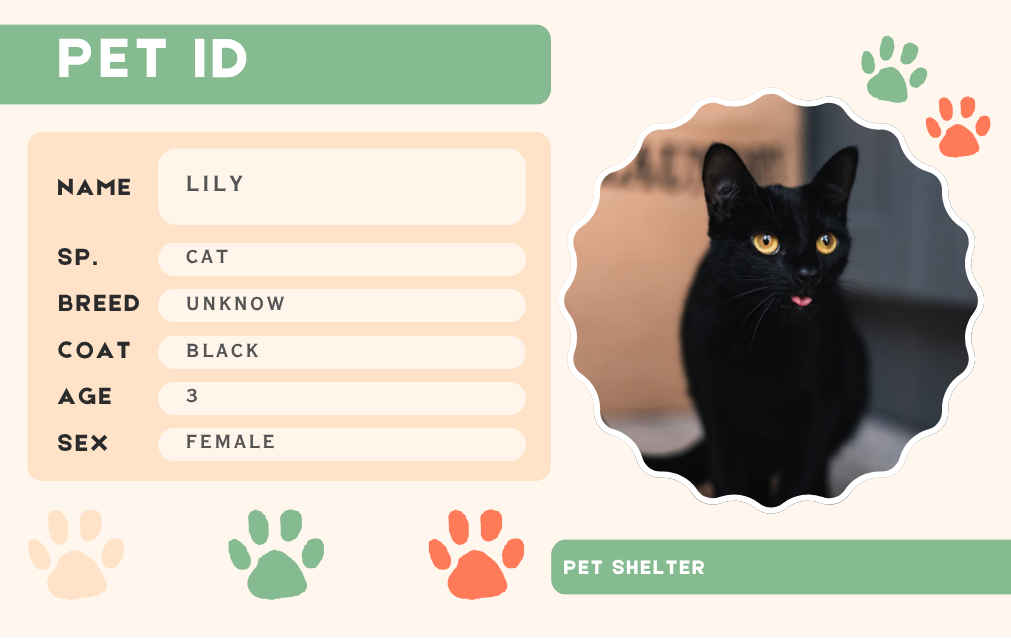 PET ID
NAME LILY
SP. CAT
BREED UNKNOW
COAT BLACK
AGE 3
SEX FEMALE
PET SHELTER